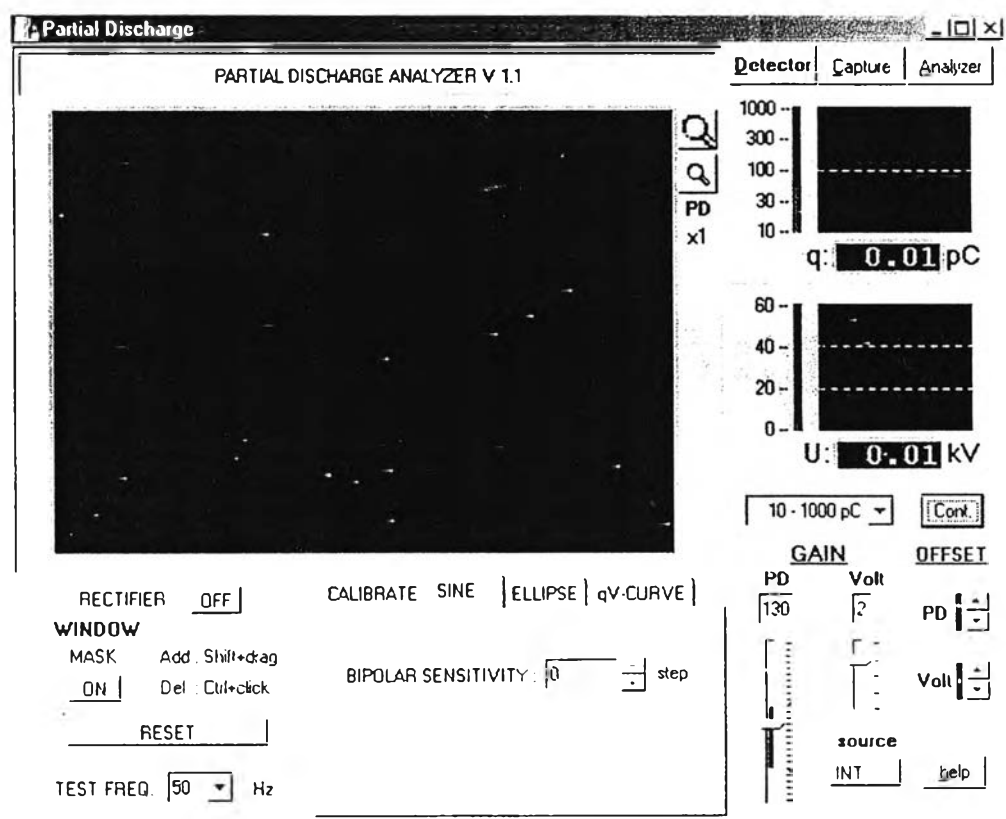 Partial Discharge
PARTIAL DISCHARGE ANALYZER V 1.1
Detector Capture Analyzer
1000
300
100
30
10
q: 0.01 pC
PD
x1
60
40
20
0
U: 0.01 kV
10 - 1000 pC Cont.
GAIN OFFSET
PD Volt
130 2 PD
Volt
source
INT help
RECTIFIER OFF
WINDOW
MASK Add : Shift+drag
ON Del : Ctrl+click
RESET
TEST FREQ. 50 Hz
CALIBRATE SINE ELLIPSE qV-CURVE
BIPOLAR SENSITIVITY : 0 step